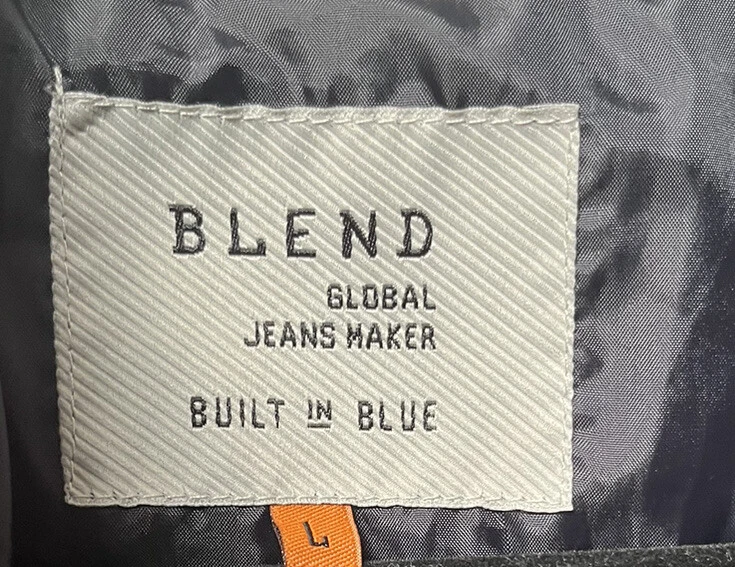 BLEND
GLOBAL
JEANS MAKER
BUILT IN BLUE
L